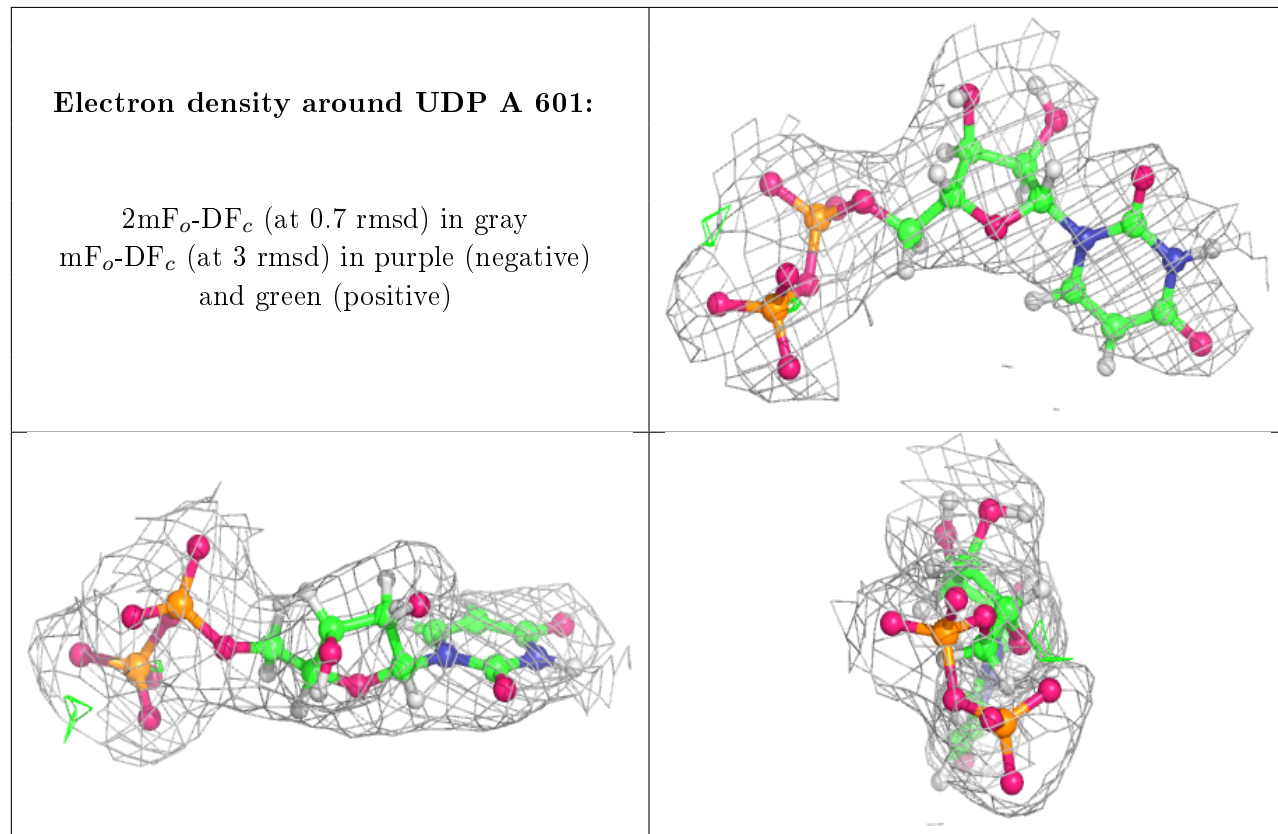 Electron density around UDP A 601:
2mFo-DFc (at 0.7 rmsd) in gray
mFo-DFc (at 3 rmsd) in purple (negative)
and green (positive)